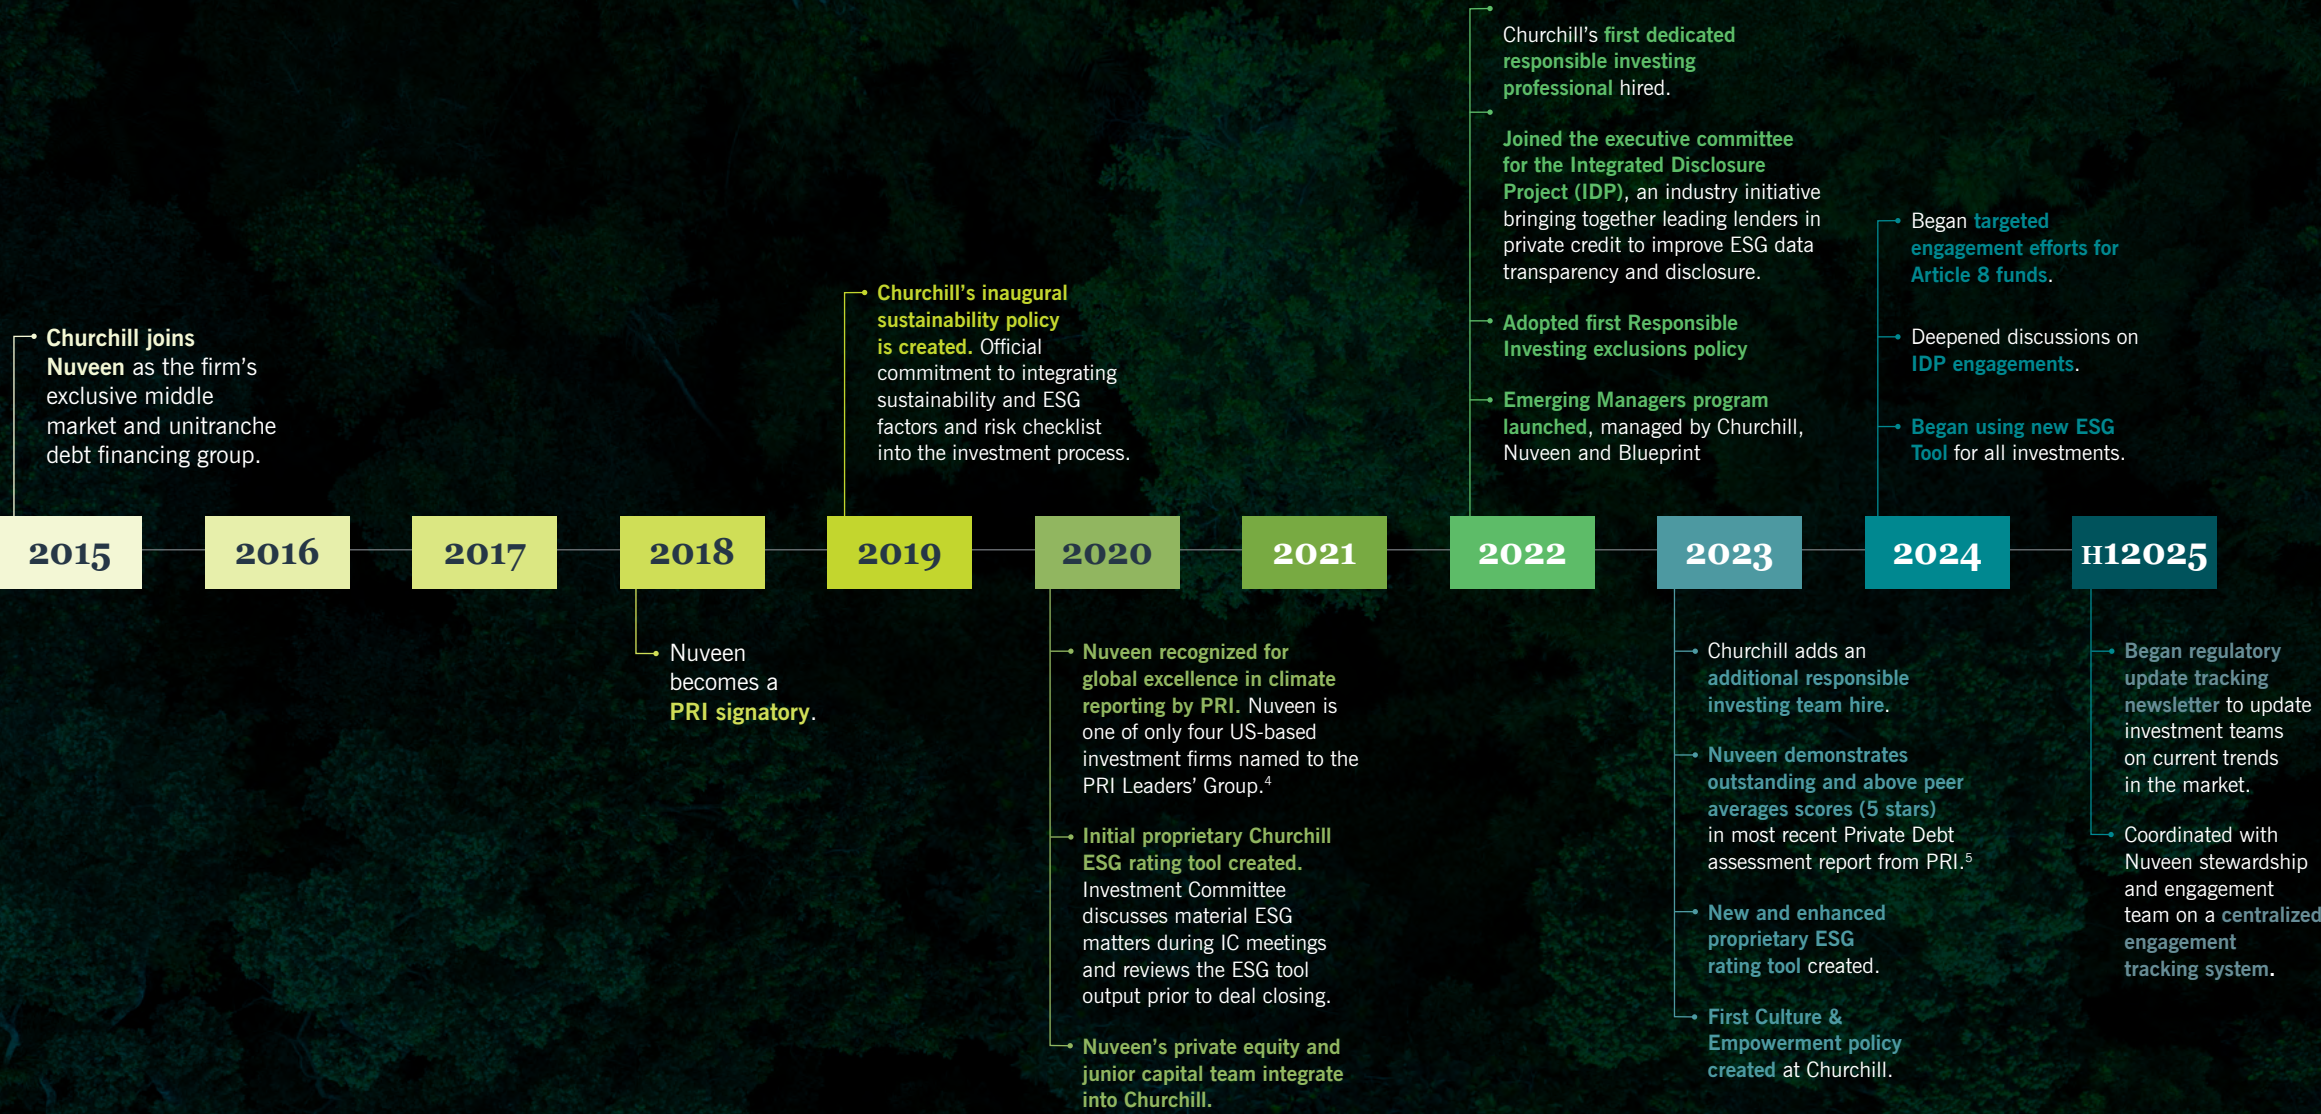 Churchill's first dedicated
responsible investing
professional hired.
Joined the executive committee
for the Integrated Disclosure
Project (IDP), an industry initiative
bringing together leading lenders in
private credit to improve ESG data
transparency and disclosure.
Adopted first Responsible
Investing exclusions policy
Emerging Managers program
launched, managed by Churchill,
Nuveen and Blueprint
Began targeted
engagement efforts for
Article 8 funds.
Deepened discussions on
IDP engagements.
Began using new ESG
Tool for all investments.
Churchill's inaugural
sustainability policy
is created. Official
commitment to integrating
sustainability and ESG
factors and risk checklist
into the investment process.
Churchill joins
Nuveen as the firm's
exclusive middle
market and unitranche
debt financing group.
2015 2016 2017 2018 2019 2020 2021 2022 2023 2024 H12025
Nuveen
becomes a
PRI signatory.
Nuveen recognized for
global excellence in climate
reporting by PRI. Nuveen is
one of only four US-based
investment firms named to the
PRI Leaders' Group.4
Initial proprietary Churchill
ESG rating tool created.
Investment Committee
discusses material ESG
matters during IC meetings
and reviews the ESG tool
output prior to deal closing.
Nuveen's private equity and
junior capital team integrate
into Churchill.
Churchill adds an
additional responsible
investing team hire.
Nuveen demonstrates
outstanding and above peer
averages scores (5 stars)
in most recent Private Debt
assessment report from PRI.5
New and enhanced
proprietary ESG
rating tool created.
First Culture &
Empowerment policy
created at Churchill.
Began regulatory
update tracking
newsletter to update
investment teams
on current trends
in the market.
Coordinated with
Nuveen stewardship
and engagement
team on a centralized
engagement
tracking system.